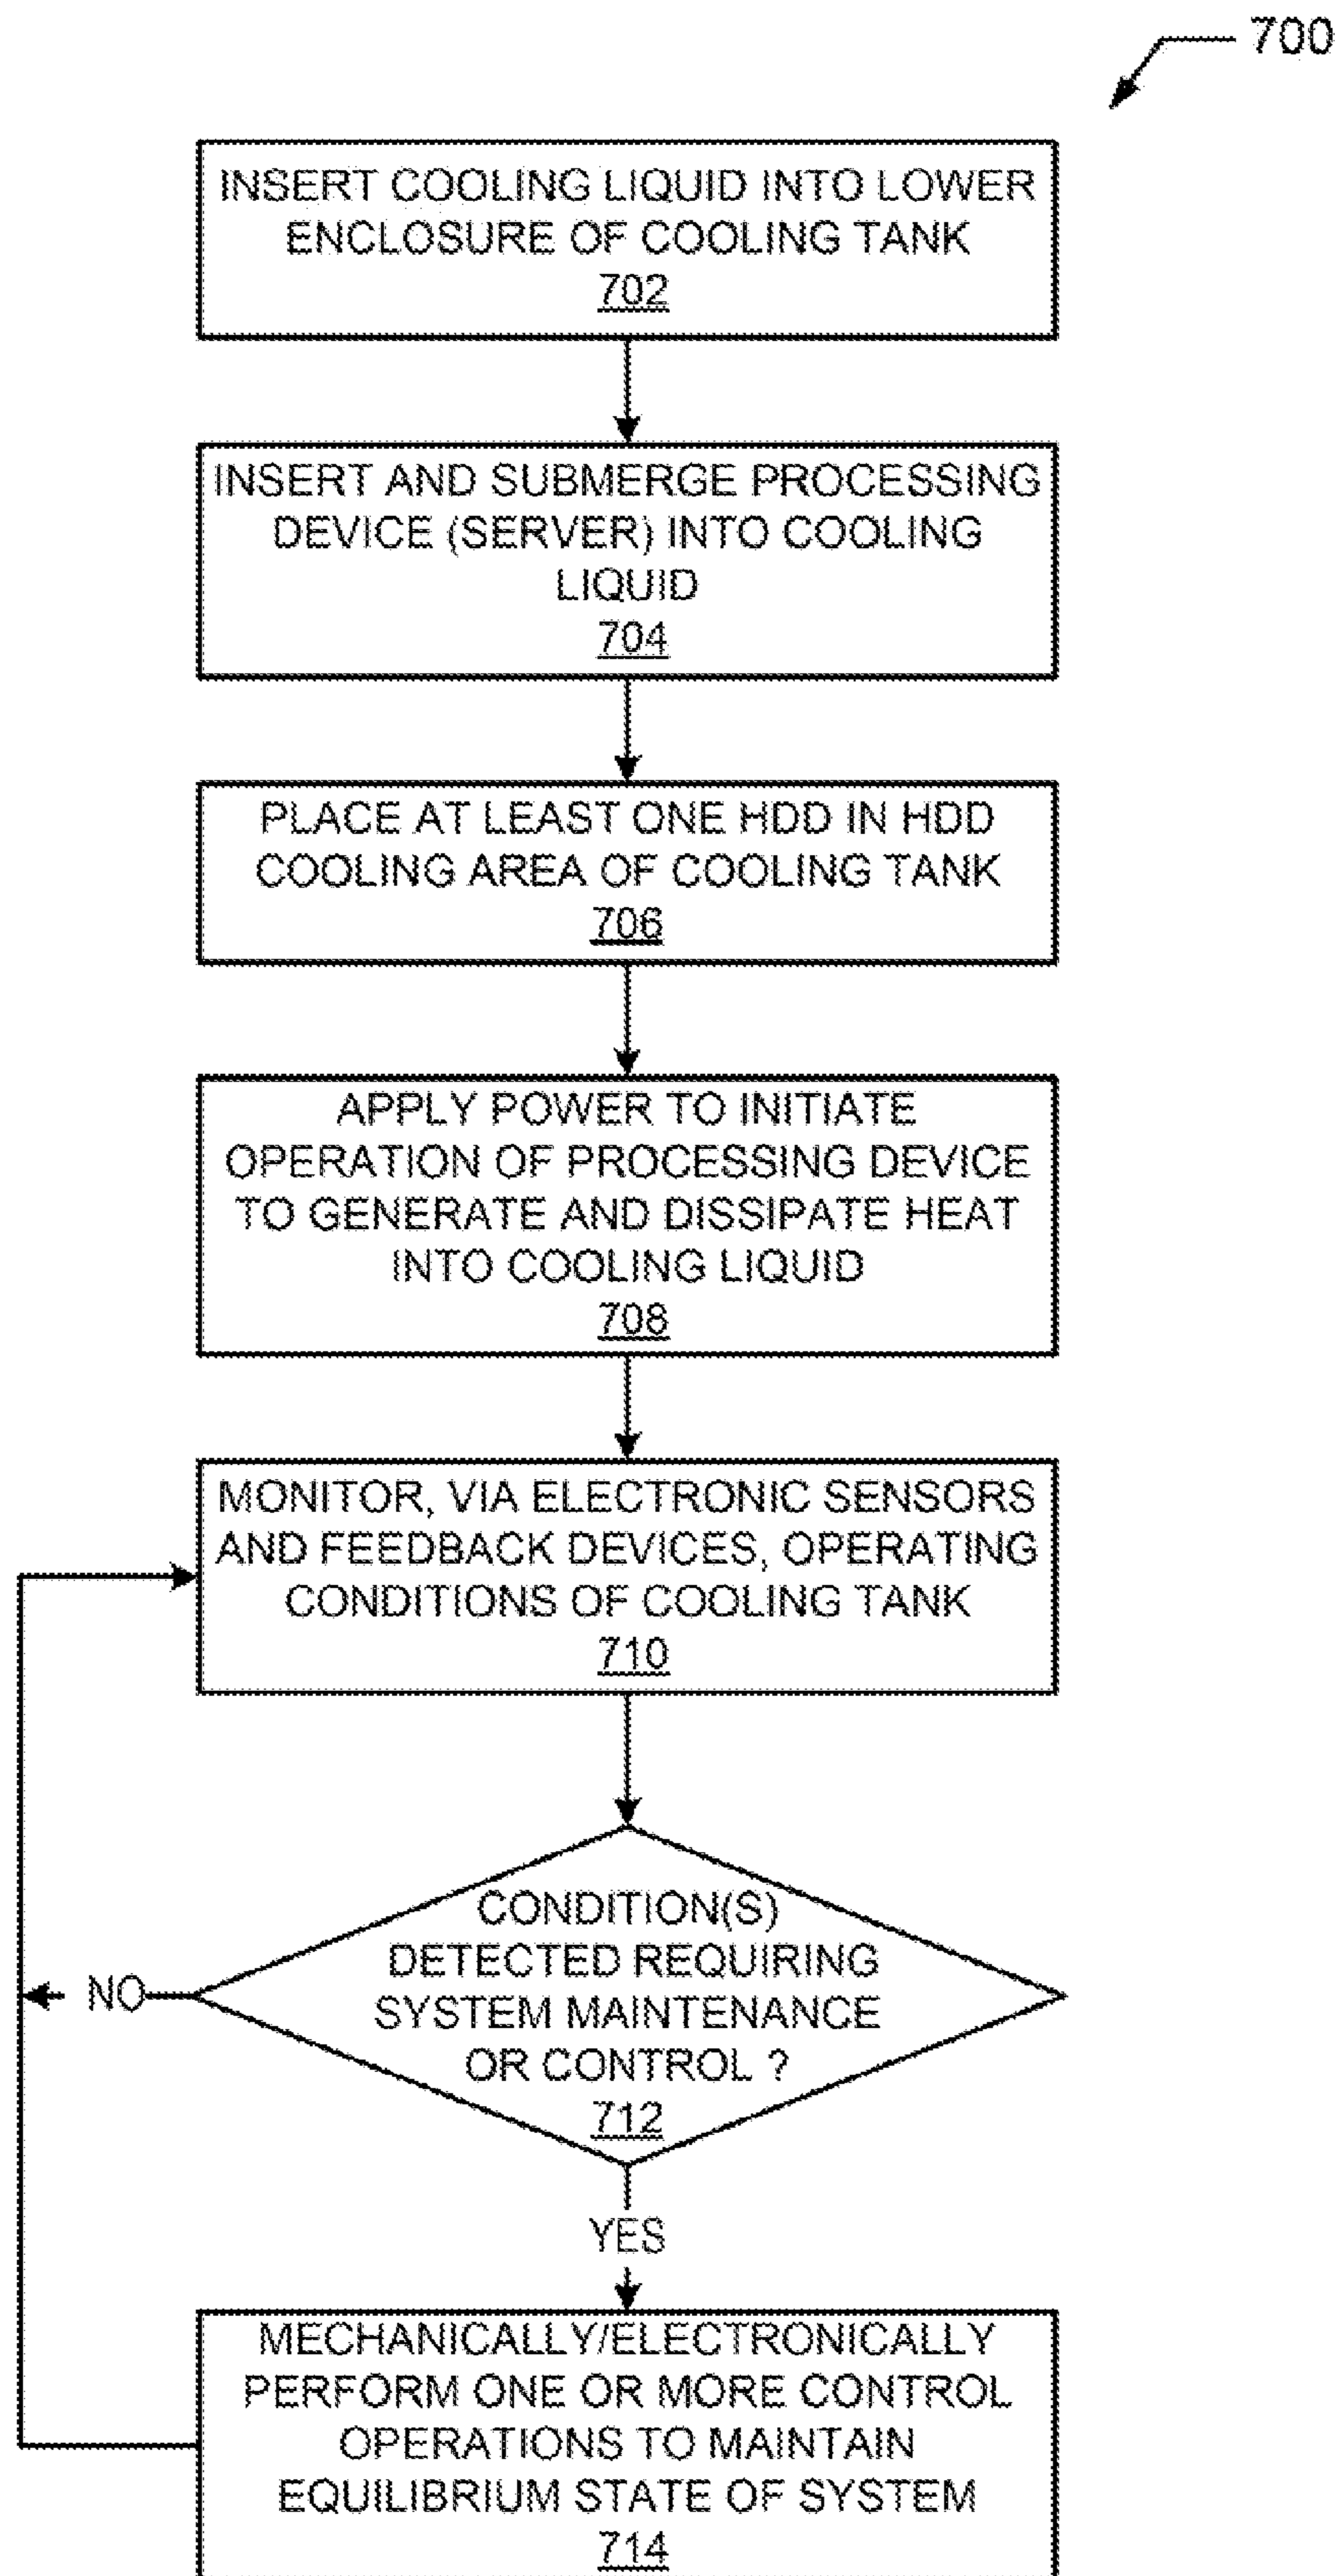 700
INSERT COOLING LIQUID INTO LOWER
ENCLOSURE OF COOLING TANK
702
INSERT AND SUBMERGE PROCESSING
DEVICE (SERVER) INTO COOLING
LIQUID
704
PLACE AT LEAST ONE HDD IN HDD
COOLING AREA OF COOLING TANK
706
APPLY POWER TO INITIATE
OPERATION OF PROCESSING DEVICE
TO GENERATE AND DISSIPATE HEAT
INTO COOLING LIQUID
708
MONITOR, VIA ELECTRONIC SENSORS
AND FEEDBACK DEVICES, OPERATING
CONDITIONS OF COOLING TANK
710
CONDITION(S)
DETECTED REQUIRING
SYSTEM MAINTENANCE
OR CONTROL ?
712
NO
YES
MECHANICALLY/ELECTRONICALLY
PERFORM ONE OR MORE CONTROL
OPERATIONS TO MAINTAIN
EQUILIBRIUM STATE OF SYSTEM
714